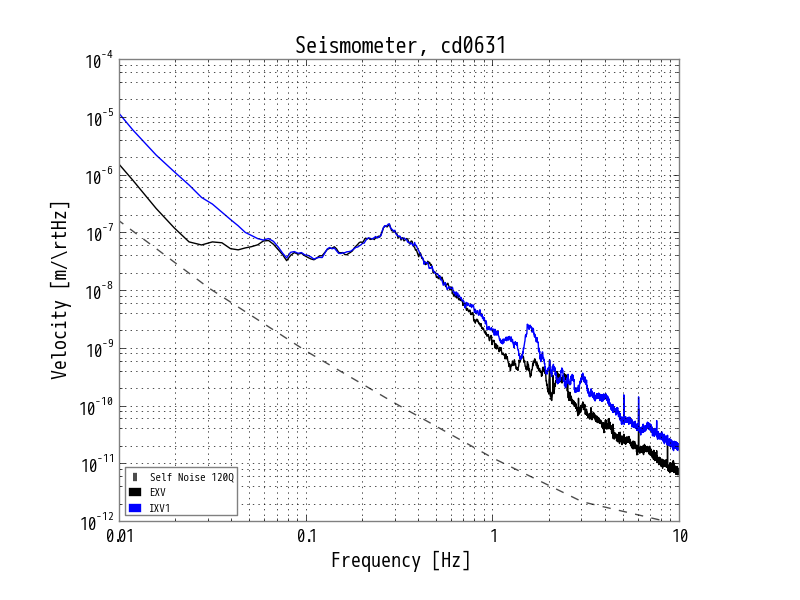 Seismometer, cd0631
10^-4
10^-5
10^-6
10^-7
10^-8
10^-9
10^-10
10^-11
10^-12
Velocity [m/\rtHz]
Self Noise 120Q
EXV
IXV1
0.01 0.1 1 10
Frequency [Hz]